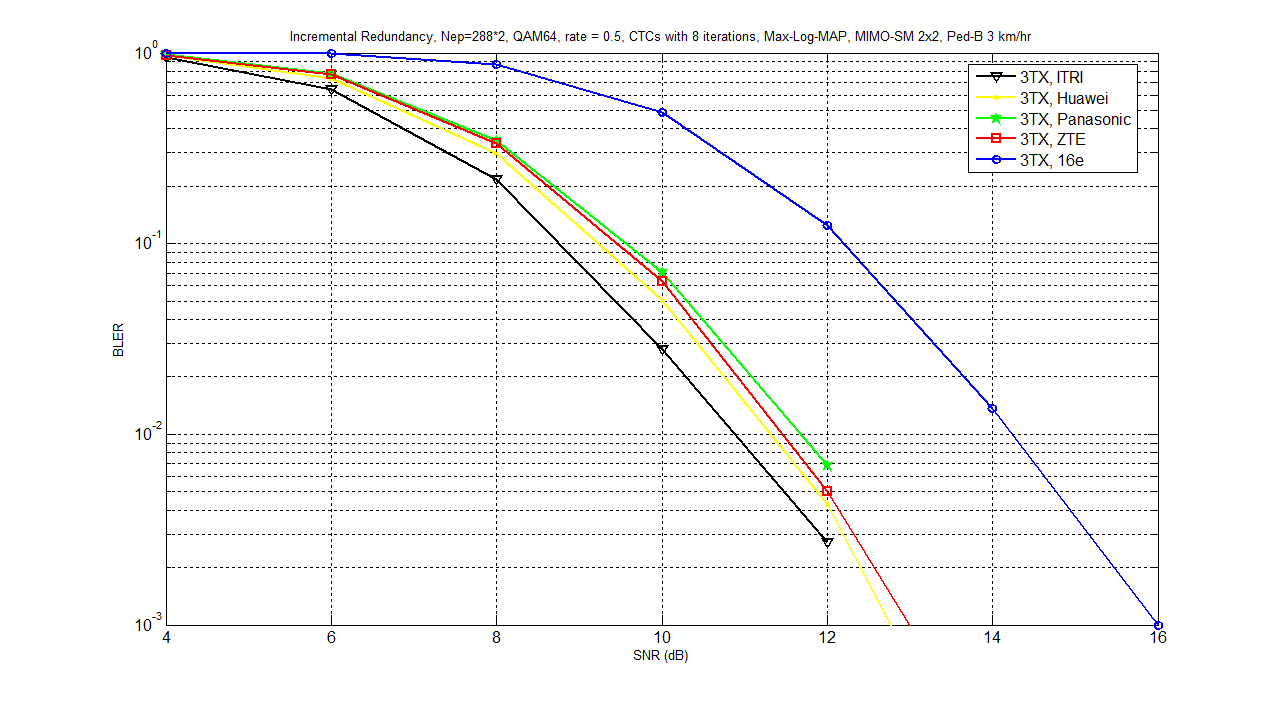 Incremental Redundancy, Nep=288*2, QAM64, rate = 0.5, CTCs with 8 iterations, Max-Log-MAP, MIMO-SM 2x2, Ped-B 3 km/hr
10^0
3TX, ITRI
3TX, Huawei
3TX, Panasonic
3TX, ZTE
3TX, 16e
10^-1
BLER
10^-2
10^-3
4 6 8 10 12 14 16
SNR (dB)